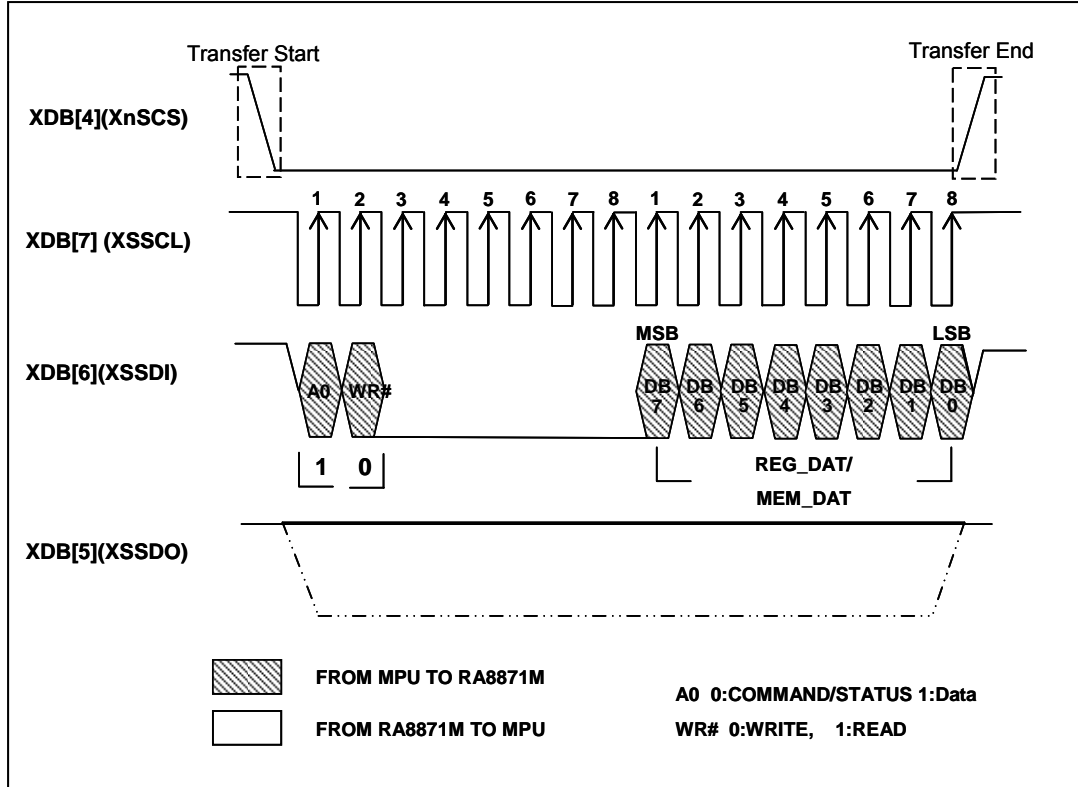 Transfer Start
Transfer End
XDB[4](XnSCS)
1 2 3 4 5 6 7 8 1 2 3 4 5 6 7 8
XDB[7] (XSSCL)
MSB LSB
XDB[6](XSSDI)
A0 WR# DB 7 DB 6 DB 5 DB 4 DB 3 DB 2 DB 1 DB 0
1 0
REG_DAT/
MEM_DAT
XDB[5](XSSDO)
FROM MPU TO RA8871M
A0 0:COMMAND/STATUS 1:Data
FROM RA8871M TO MPU
WR# 0:WRITE, 1:READ